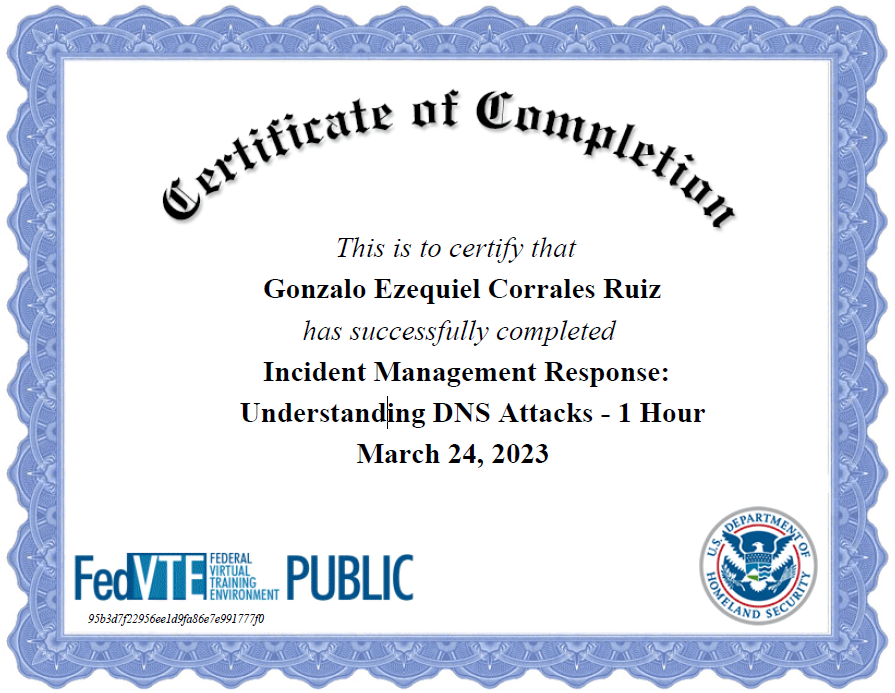 Certificate of Completion
This is to certify that
Gonzalo Ezequiel Corrales Ruiz
has successfully completed
Incident Management Response:
Understanding DNS Attacks - 1 Hour
March 24, 2023
FedVTE FEDERAL VIRTUAL TRAINING ENVIRONMENT PUBLIC
95b3d7f22956ee1d9fa86e7e991777f0
U.S. DEPARTMENT OF HOMELAND SECURITY